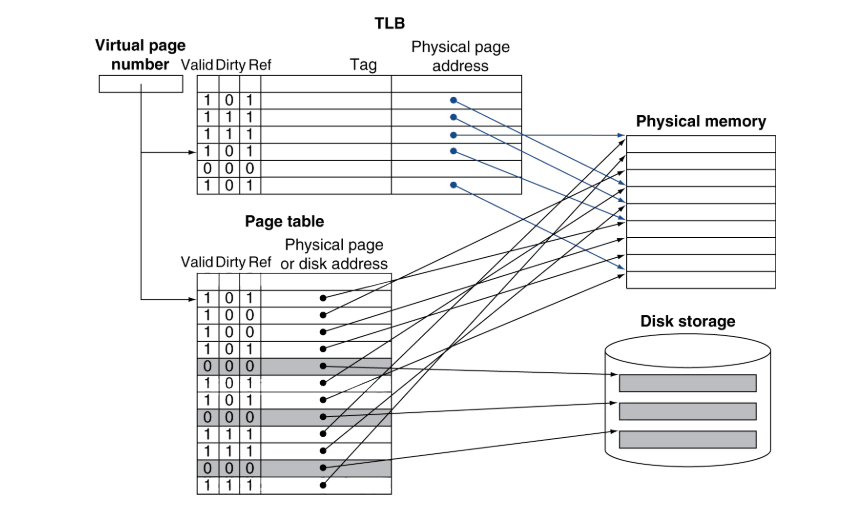 TLB
Virtual page
number
Valid Dirty Ref
Tag
Physical page
address
1 0 1
1 1 1
1 1 1
1 0 1
0 0 0
1 0 1
Physical memory
Page table
Physical page
Valid Dirty Ref or disk address
1 0 1
1 0 0
1 0 0
1 0 1
0 0 0
1 0 1
1 0 1
0 0 0
1 1 1
1 1 1
0 0 0
1 1 1
Disk storage